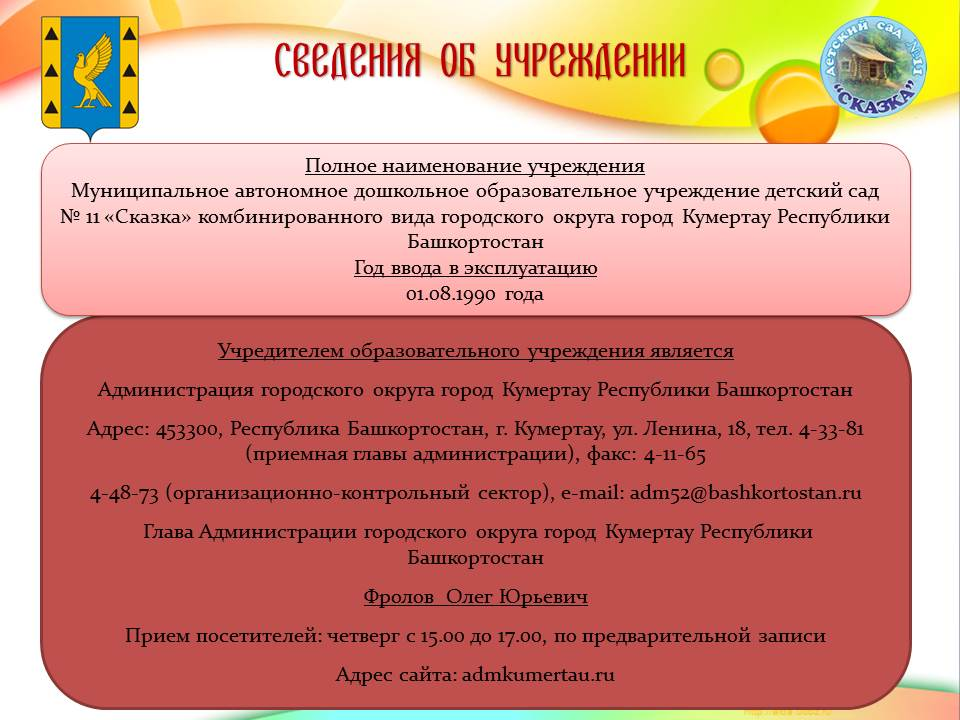 СВЕДЕНИЯ ОБ УЧРЕЖДЕНИИ
Детский сад №11
"СКАЗКА"
Полное наименование учреждения
Муниципальное автономное дошкольное образовательное учреждение детский сад
№ 11 «Сказка» комбинированного вида городского округа город Кумертау Республики
Башкортостан
Год ввода в эксплуатацию
01.08.1990 года
Учредителем образовательного учреждения является
Администрация городского округа город Кумертау Республики Башкортостан
Адрес: 453300, Республика Башкортостан, г. Кумертау, ул. Ленина, 18, тел. 4-33-81
(приемная главы администрации), факс: 4-11-65
4-48-73 (организационно-контрольный сектор), e-mail: adm52@bashkortostan.ru
Глава Администрации городского округа город Кумертау Республики
Башкортостан
Фролов Олег Юрьевич
Прием посетителей: четверг с 15.00 до 17.00, по предварительной записи
Адрес сайта: admkumertau.ru